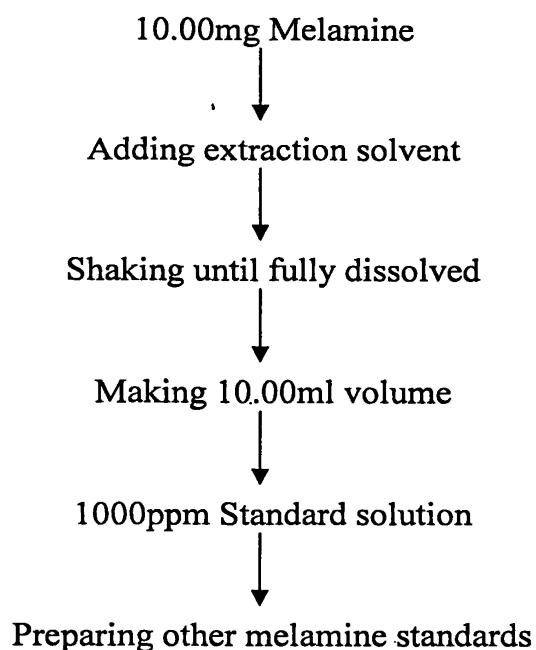 10.00mg Melamine
Adding extraction solvent
Shaking until fully dissolved
Making 10.00ml volume
1000ppm Standard solution
Preparing other melamine standards